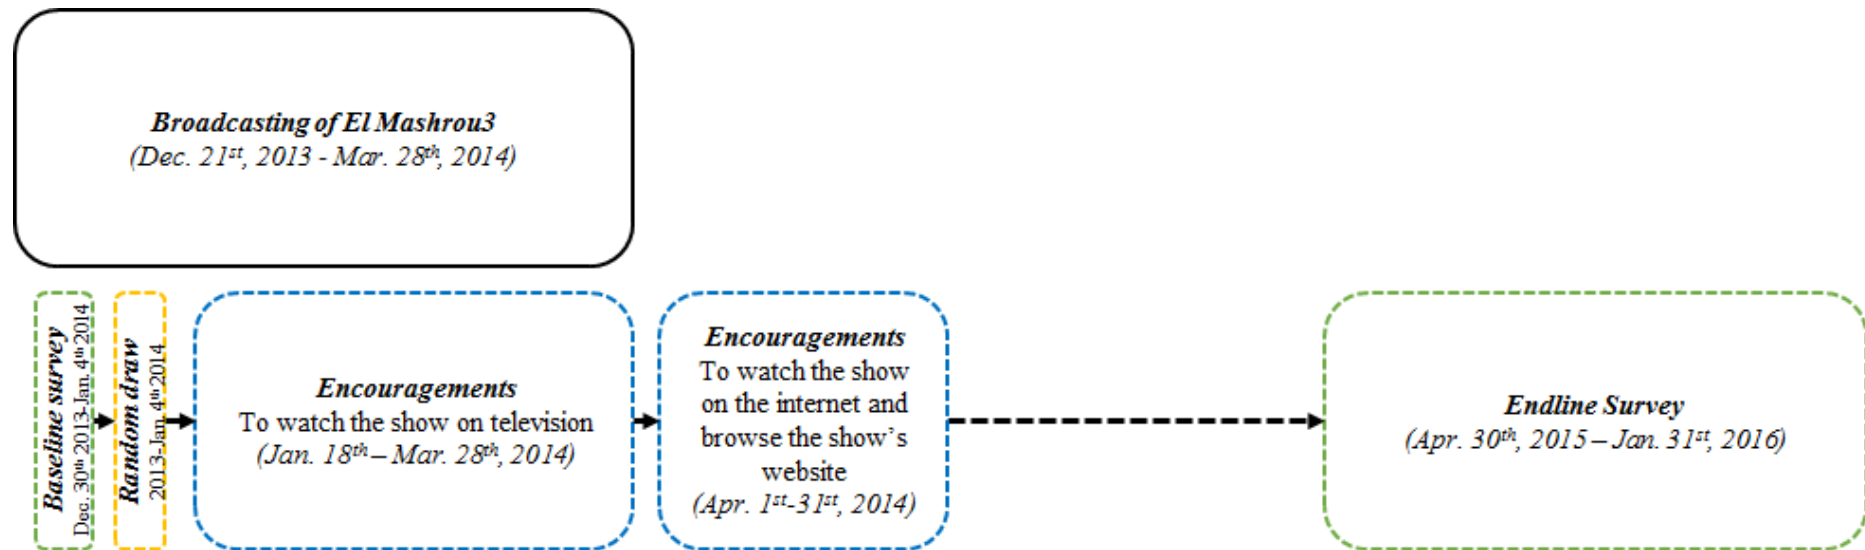 Broadcasting of El Mashrou3
(Dec. 21st, 2013 - Mar. 28th, 2014)
Baseline survey
Dec. 30th 2013-Jan. 4th 2014
Random draw
2013-Jan. 4th 2014
Encouragements
To watch the show on television
(Jan. 18th – Mar. 28th, 2014)
Encouragements
To watch the show
on the internet and
browse the show's
website
(Apr. 1st-31st, 2014)
Endline Survey
(Apr. 30th, 2015 – Jan. 31st, 2016)